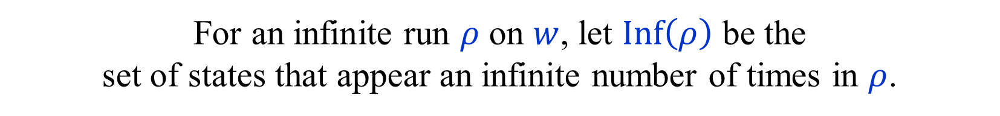 For an infinite run ρ on w, let Inf(ρ) be the
set of states that appear an infinite number of times in ρ.